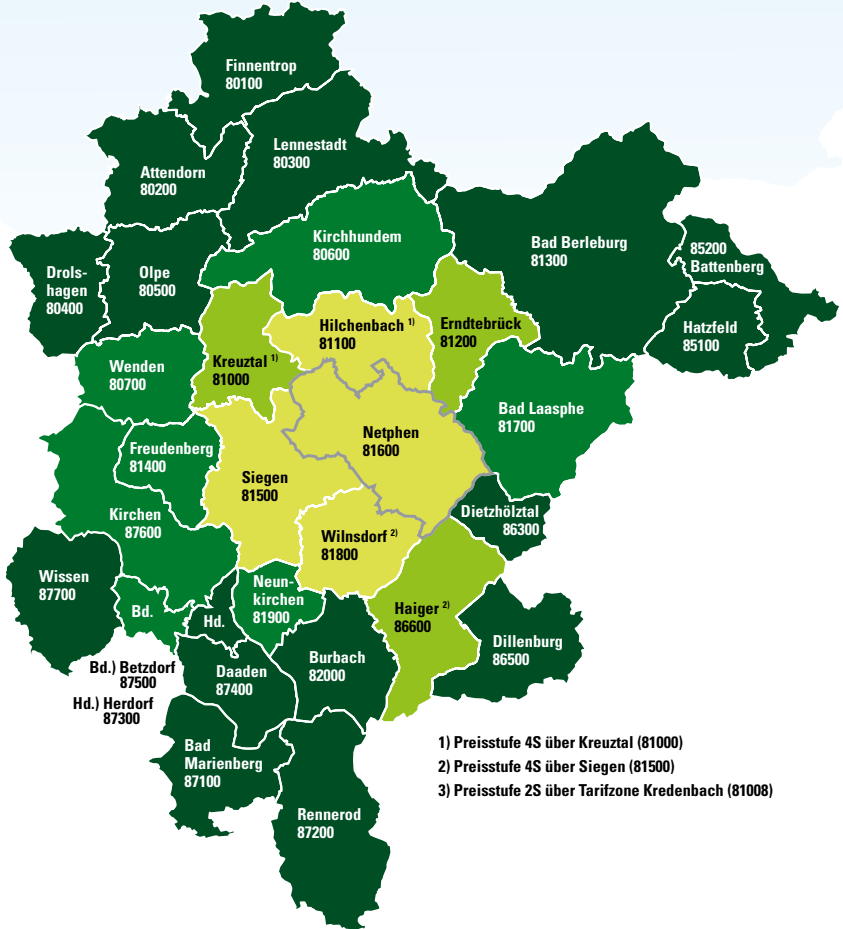 Finnentrop
80100
Lennestadt
80300
Attendorn
80200
Kirchhundem
80600
Bad Berleburg
81300
85200
Battenberg
Drols-
hagen
80400
Olpe
80500
Hatzfeld
85100
Hilchenbach 1)
81100
Erndtebrück
81200
Kreuztal 1)
81000
Wenden
80700
Bad Laasphe
81700
Netphen
81600
Freudenberg
81400
Siegen
81500
Dietzhölztal
86300
Kirchen
87600
Wilnsdorf 2)
81800
Wissen
87700
Neun-
kirchen
81900
Haiger 2)
86600
Bd.
Hd.
Dillenburg
86500
Burbach
82000
Bd.) Betzdorf
87500
Daaden
87400
Hd.) Herdorf
87300
Bad
Marienberg
87100
Rennerod
87200
1) Preisstufe 4S über Kreuztal (81000)
2) Preisstufe 4S über Siegen (81500)
3) Preisstufe 2S über Tarifzone Kredenbach (81008)